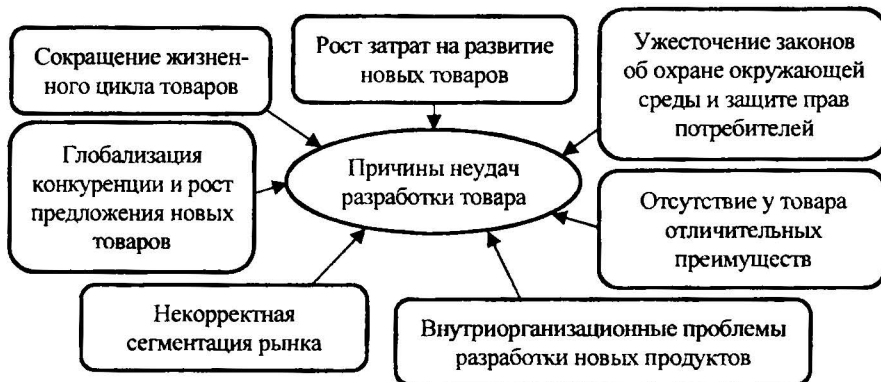 Сокращение жизнен-
ного цикла товаров
Рост затрат на развитие
новых товаров
Ужесточение законов
об охране окружающей
среды и защите прав
потребителей
Глобализация
конкуренции и рост
предложения новых
товаров
Причины неудач
разработки товара
Отсутствие у товара
отличительных
преимуществ
Некорректная
сегментация рынка
Внутриорганизационные проблемы
разработки новых продуктов